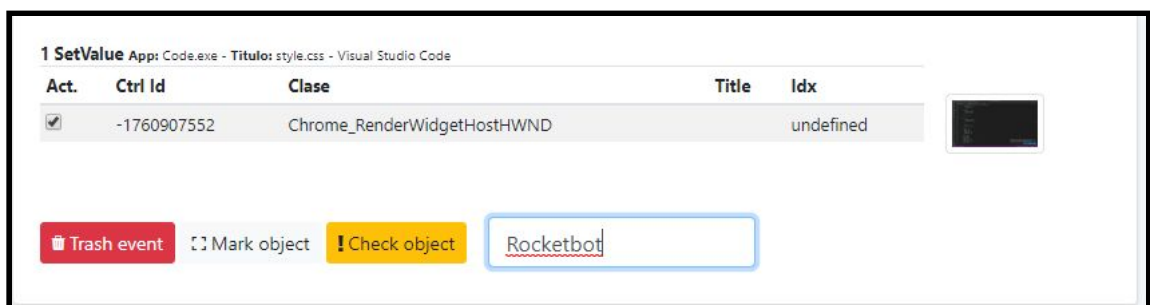 1 SetValue App: Code.exe - Titulo: style.css - Visual Studio Code
Act. Ctrl Id Clase Title Idx
-1760907552 Chrome_RenderWidgetHostHWND undefined
Trash event Mark object ! Check object Rocketbot